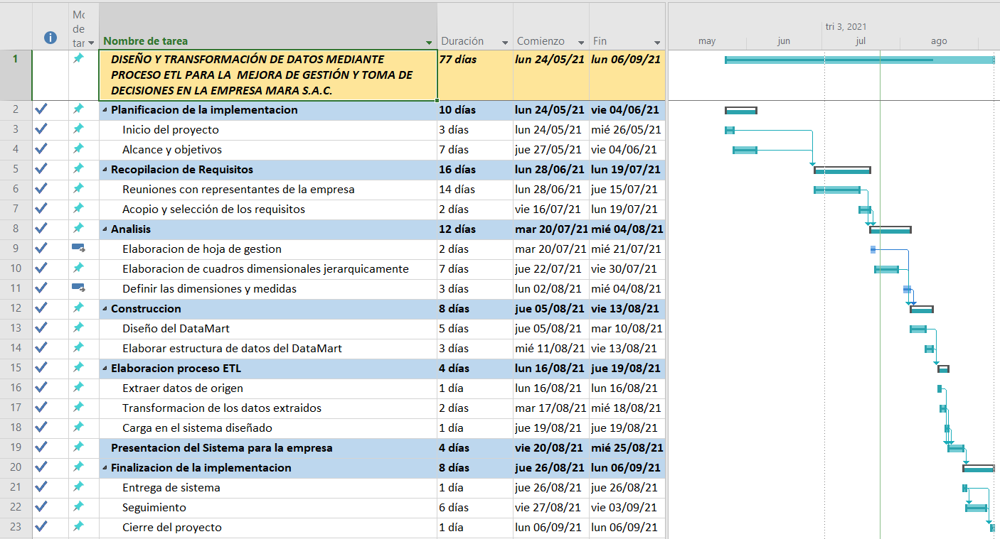 Mo
de
tar
Nombre de tarea Duración Comienzo Fin
tri 3, 2021
may jun jul ago
1 DISEÑO Y TRANSFORMACIÓN DE DATOS MEDIANTE 77 días lun 24/05/21 lun 06/09/21
PROCESO ETL PARA LA MEJORA DE GESTIÓN Y TOMA DE
DECISIONES EN LA EMPRESA MARA S.A.C.
2 Planificacion de la implementacion 10 días lun 24/05/21 vie 04/06/21
3 Inicio del proyecto 3 días lun 24/05/21 mié 26/05/21
4 Alcance y objetivos 7 días jue 27/05/21 vie 04/06/21
5 Recopilacion de Requisitos 16 días lun 28/06/21 lun 19/07/21
6 Reuniones con representantes de la empresa 14 días lun 28/06/21 jue 15/07/21
7 Acopio y selección de los requisitos 2 días vie 16/07/21 lun 19/07/21
8 Analisis 12 días mar 20/07/21 mié 04/08/21
9 Elaboracion de hoja de gestion 2 días mar 20/07/21 mié 21/07/21
10 Elaboracion de cuadros dimensionales jerarquicamente 7 días jue 22/07/21 vie 30/07/21
11 Definir las dimensiones y medidas 3 días lun 02/08/21 mié 04/08/21
12 Construccion 8 días jue 05/08/21 vie 13/08/21
13 Diseño del DataMart 5 días jue 05/08/21 mar 10/08/21
14 Elaborar estructura de datos del DataMart 3 días mié 11/08/21 vie 13/08/21
15 Elaboracion proceso ETL 4 días lun 16/08/21 jue 19/08/21
16 Extraer datos de origen 1 día lun 16/08/21 lun 16/08/21
17 Transformacion de los datos extraidos 2 días mar 17/08/21 mié 18/08/21
18 Carga en el sistema diseñado 1 día jue 19/08/21 jue 19/08/21
19 Presentacion del Sistema para la empresa 4 días vie 20/08/21 mié 25/08/21
20 Finalizacion de la implementacion 8 días jue 26/08/21 lun 06/09/21
21 Entrega de sistema 1 día jue 26/08/21 jue 26/08/21
22 Seguimiento 6 días vie 27/08/21 vie 03/09/21
23 Cierre del proyecto 1 día lun 06/09/21 lun 06/09/21